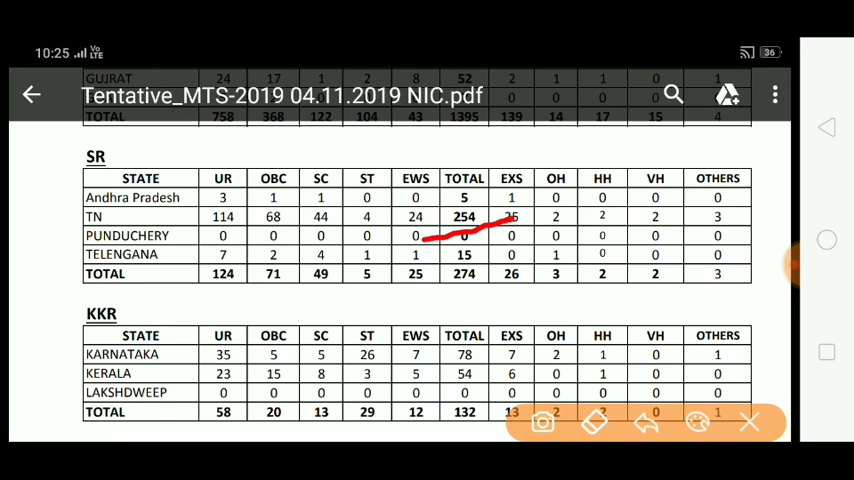 10:25 Vo LTE 36
GUJRAT 24 17 1 2 8 52 2 1 1 0 1
Tentative_MTS-2019 04.11.2019 NIC.pdf
TOTAL 758 368 122 104 43 1395 139 14 17 15 4
SR
STATE UR OBC SC ST EWS TOTAL EXS OH HH VH OTHERS
Andhra Pradesh 3 1 1 0 0 5 1 0 0 0 0
TN 114 68 44 4 24 254 25 2 2 2 3
PUNDUCHERY 0 0 0 0 0 0 0 0 0 0 0
TELENGANA 7 2 4 1 1 15 0 1 0 0 0
TOTAL 124 71 49 5 25 274 26 3 2 2 3
KKR
STATE UR OBC SC ST EWS TOTAL EXS OH HH VH OTHERS
KARNATAKA 35 5 5 26 7 78 7 2 1 0 1
KERALA 23 15 8 3 5 54 6 0 1 0 0
LAKSHDWEEP 0 0 0 0 0 0 0 0 0 0 0
TOTAL 58 20 13 29 12 132 13 2 2 0 1